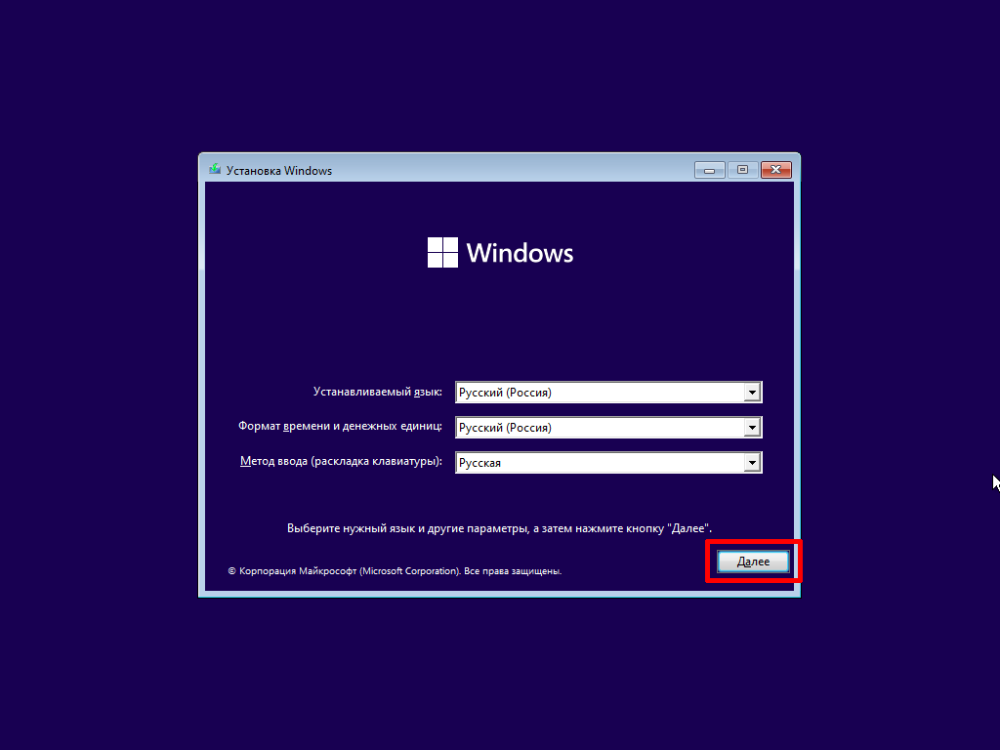 Установка Windows
Windows
Устанавливаемый язык: Русский (Россия)
Формат времени и денежных единиц: Русский (Россия)
Метод ввода (раскладка клавиатуры): Русская
Выберите нужный язык и другие параметры, а затем нажмите кнопку "Далее".
Далее
© Корпорация Майкрософт (Microsoft Corporation). Все права защищены.